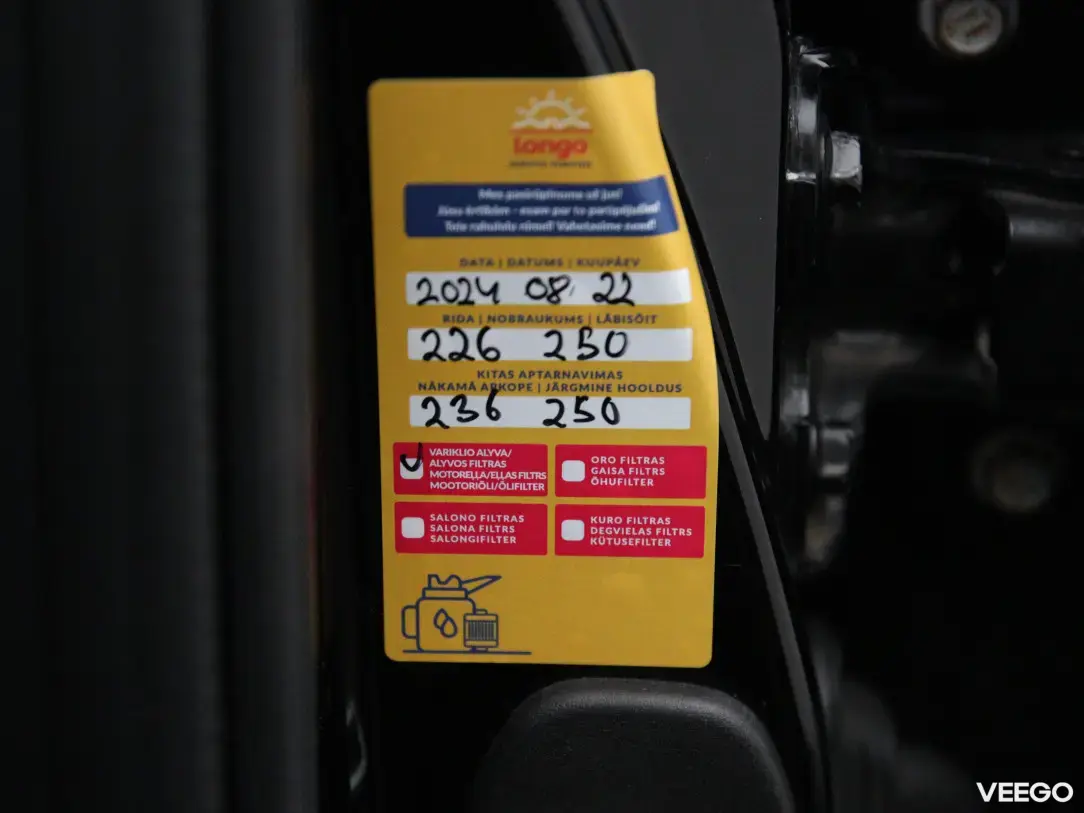 longo
DATA | DATUMS | KUUPÄEV
2024 08. 22
RIDA | NOBRAUKUMS | LÄBISÕIT
226 250
KITAS APTARNAVIMAS
NĀKAMĀ APKOPE | JÄRGMINE HOOLDUS
236 250
VARIKLIO ALYVA/
ALYVOS FILTRAS
MOTOREĻĻA/EĻĻAS FILTRS
MOOTORIÕLI/ÕLIFILTER
ORO FILTRAS
GAISA FILTRS
ÕHUFILTER
SALONO FILTRAS
SALONA FILTRS
SALONGIFILTER
KURO FILTRAS
DEGVIELAS FILTRS
KÜTUSEFILTER
VEEGO